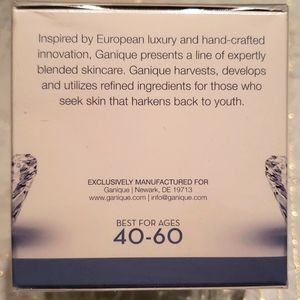 Inspired by European luxury and hand-crafted
innovation, Ganique presents a line of expertly
blended skincare. Ganique harvests, develops
and utilizes refined ingredients for those who
seek skin that harkens back to youth.
EXCLUSIVELY MANUFACTURED FOR
Ganique | Newark, DE 19713
www.ganique.com | info@ganique.com
BEST FOR AGES
40-60